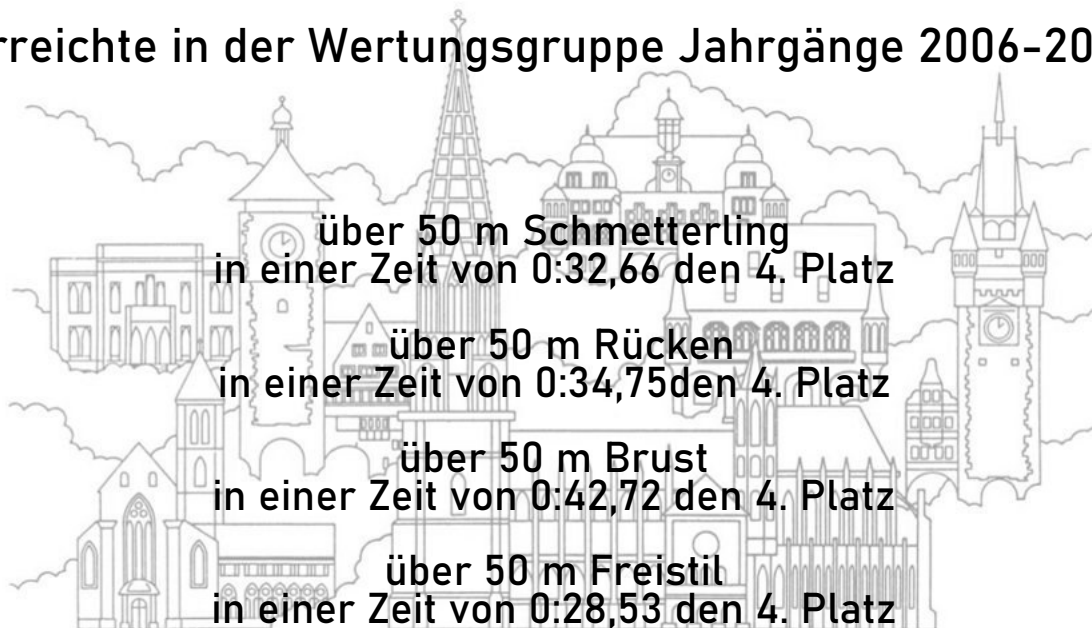 rreichte in der Wertungsgruppe Jahrgänge 2006-20
über 50 m Schmetterling
in einer Zeit von 0:32,66 den 4. Platz
über 50 m Rücken
in einer Zeit von 0:34,75den 4. Platz
über 50 m Brust
in einer Zeit von 0:42,72 den 4. Platz
über 50 m Freistil
in einer Zeit von 0:28,53 den 4. Platz